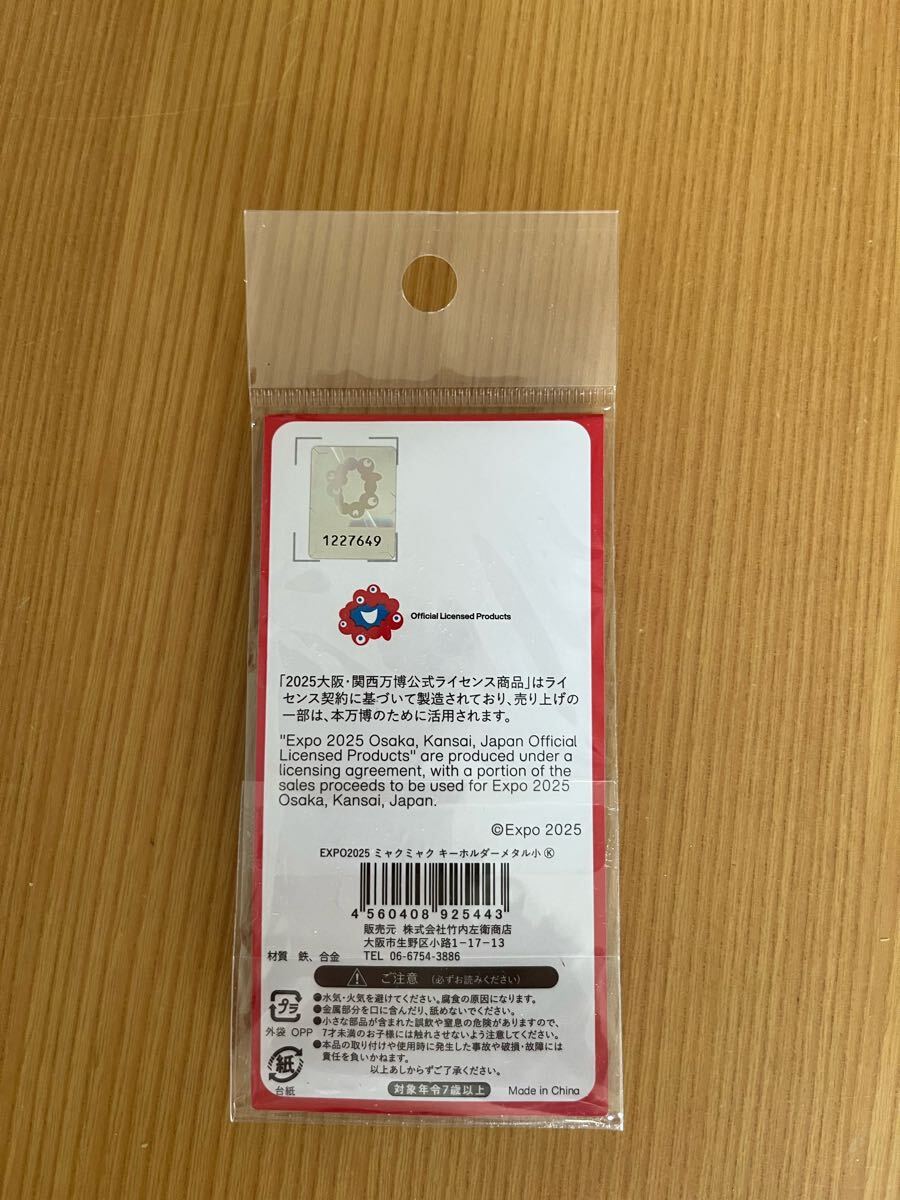 1227649
Official Licensed Products
「2025大阪・関西万博公式ライセンス商品」はライ
センス契約に基づいて製造されており、売り上げの
一部は、本万博のために活用されます。
"Expo 2025 Osaka, Kansai, Japan Official
Licensed Products" are produced under a
licensing agreement, with a portion of the
sales proceeds to be used for Expo 2025
Osaka, Kansai, Japan.
©Expo 2025
EXPO2025 ミャクミャク キーホルダーメタル小 Ⓚ
4 560408 925443
販売元 株式会社竹内左衛商店
大阪市生野区小路1-17-13
材質 鉄、合金 TEL 06-6754-3886
ご注意 (必ずお読みください)
●水気・火気を避けてください。腐食の原因になります。
●金属部分を口に含んだり、舐めないでください。
●小さな部品が含まれた誤飲や窒息の危険がありますので、
7才未満のお子様には触れさせないよう注意してください。
●本品の取り付けや使用時に発生した事故や破損・故障には
責任を負いかねます。
以上あしからずご了承ください。
プラ
外袋 OPP
紙
台紙
対象年令7歳以上
Made in China